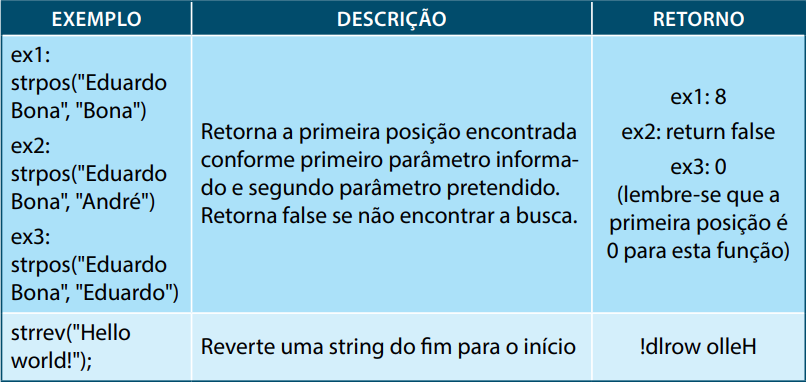 EXEMPLO DESCRIÇÃO RETORNO
ex1:
strpos("Eduardo
Bona", "Bona")
ex2:
strpos("Eduardo
Bona", "André")
ex3:
strpos("Eduardo
Bona", "Eduardo")
Retorna a primeira posição encontrada
conforme primeiro parâmetro informa-
do e segundo parâmetro pretendido.
Retorna false se não encontrar a busca.
ex1: 8
ex2: return false
ex3: 0
(lembre-se que a
primeira posição é
0 para esta função)
strrev("Hello
world!");
Reverte uma string do fim para o início
!dlrow olleH